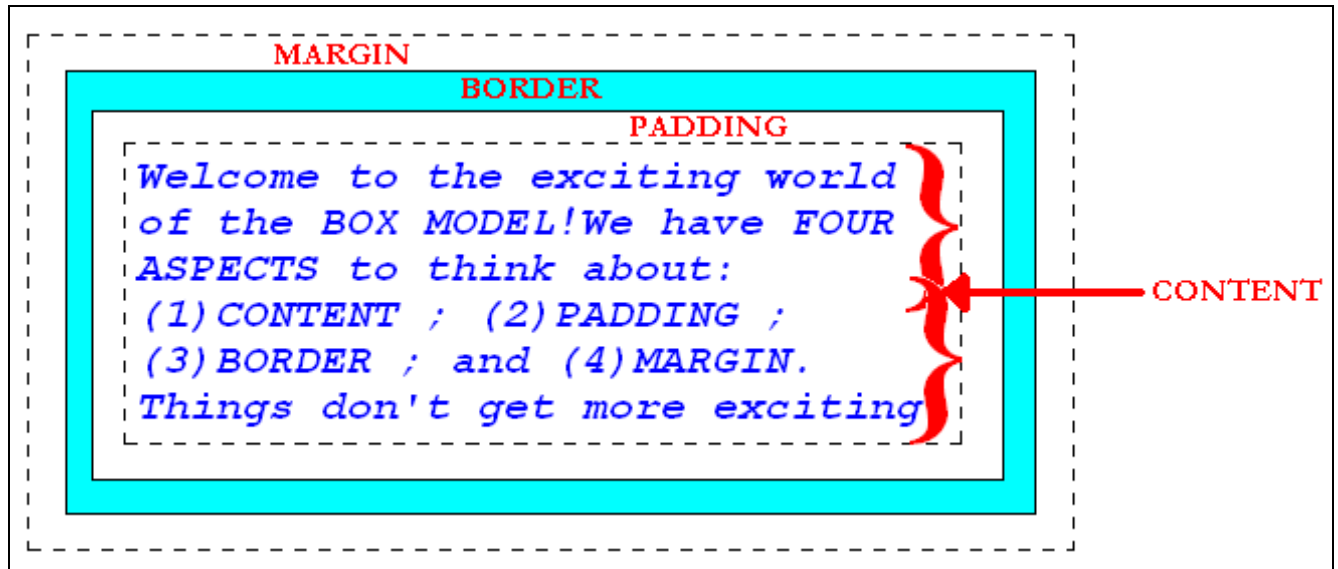 MARGIN
BORDER
PADDING
Welcome to the exciting world
of the BOX MODEL!We have FOUR
ASPECTS to think about:
(1)CONTENT ; (2)PADDING ;
(3)BORDER ; and (4)MARGIN.
Things don't get more exciting
CONTENT